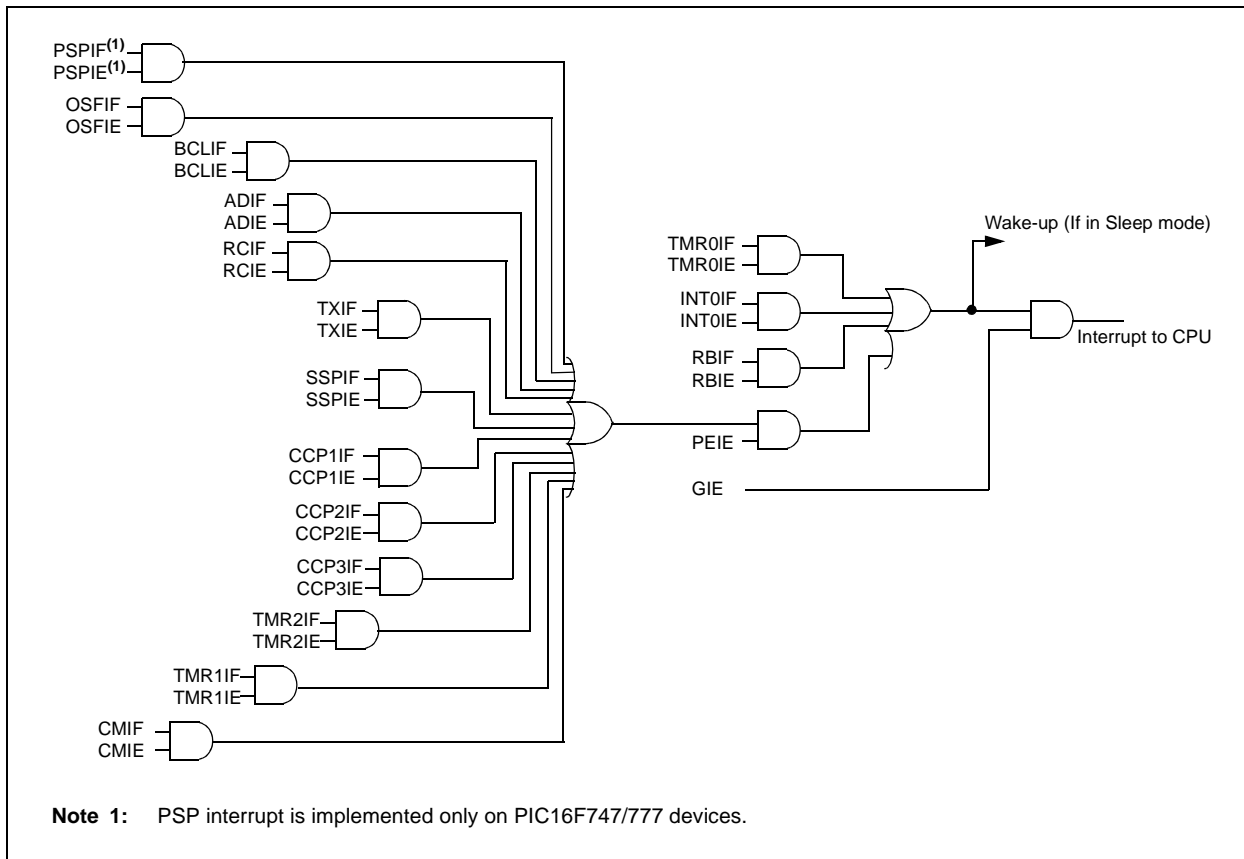 PSPIF(1)
PSPIE(1)
OSFIF
OSFIE
BCLIF
BCLIE
ADIF
ADIE
RCIF
RCIE
TXIF
TXIE
SSPIF
SSPIE
CCP1IF
CCP1IE
CCP2IF
CCP2IE
CCP3IF
CCP3IE
TMR2IF
TMR2IE
TMR1IF
TMR1IE
CMIF
CMIE
TMR0IF
TMR0IE
INT0IF
INT0IE
RBIF
RBIE
PEIE
GIE
Wake-up (If in Sleep mode)
Interrupt to CPU
Note 1: PSP interrupt is implemented only on PIC16F747/777 devices.